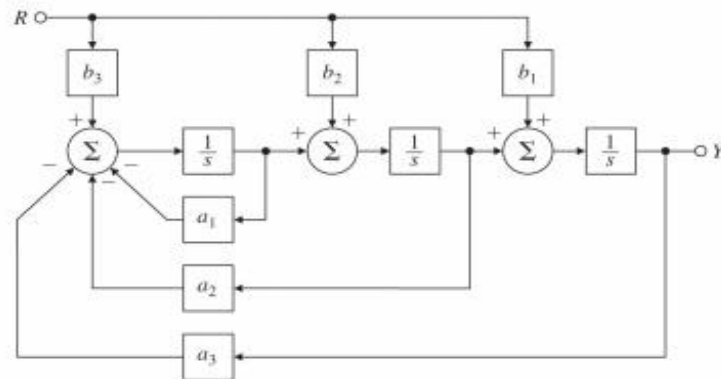 R
b₃ b₂ b₁
+ + + + +
− Σ 1/s Σ 1/s Σ 1/s Y
− −
a₁
a₂
a₃